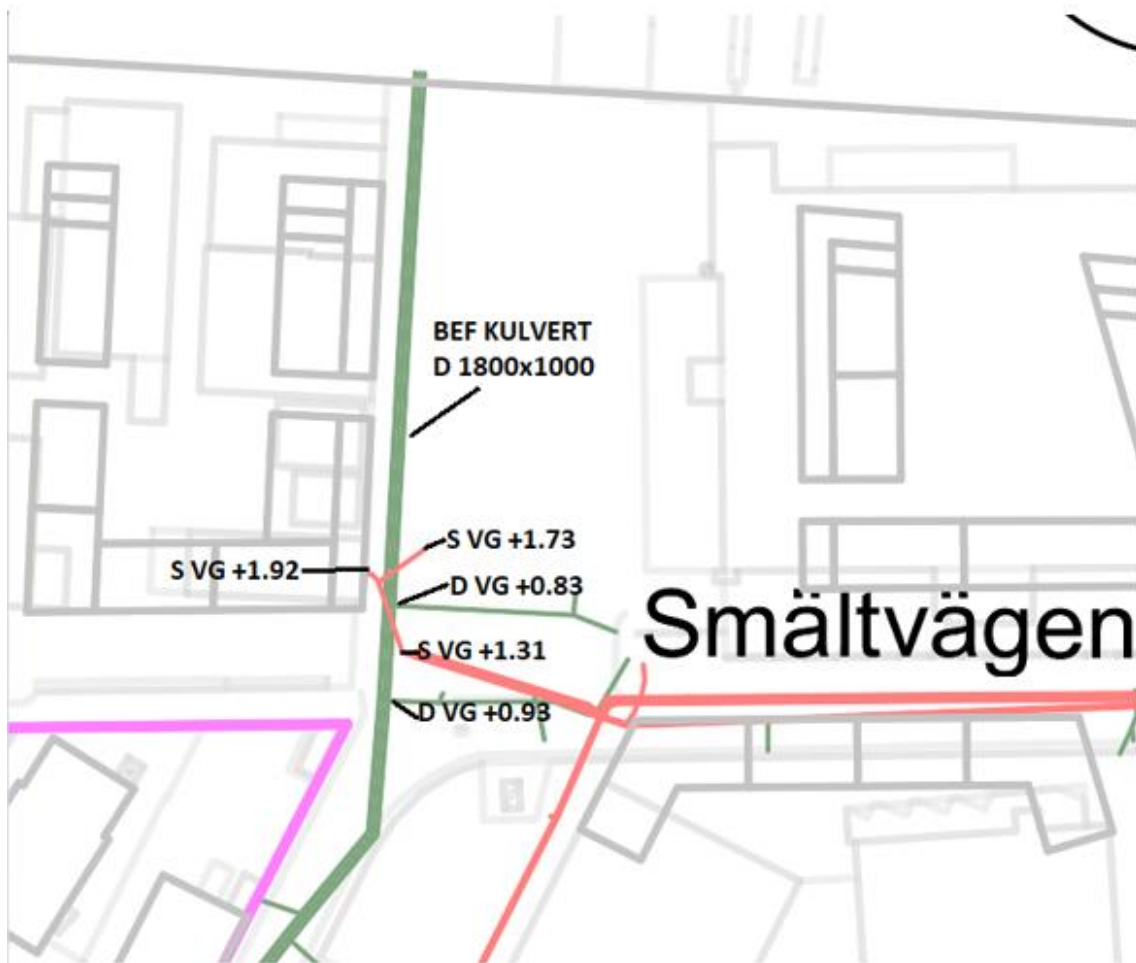 BEF KULVERT
D 1800x1000
S VG +1.73
S VG +1.92
D VG +0.83
Smältvägen
S VG +1.31
D VG +0.93